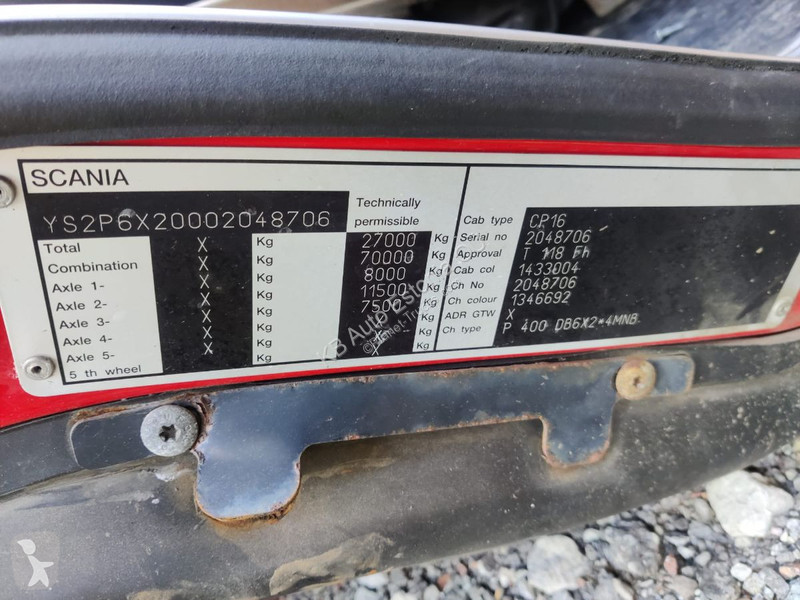 SCANIA
YS2P6X20002048706
Technically
permissible
Total X Kg 27000 Kg
Combination X Kg 70000 Kg
Axle 1- X Kg 8000 Kg
Axle 2- X Kg 11500 Kg
Axle 3- X Kg 7500 Kg
Axle 4- X Kg Kg
Axle 5- X Kg X Kg
5 th wheel
Cab type CP16
Serial no 2048706
Approval T 118 Fh
Cab col 1433004
Ch No 2048706
Ch colour 1346692
ADR GTW X
Ch type P 400 DB6X2*4MNB